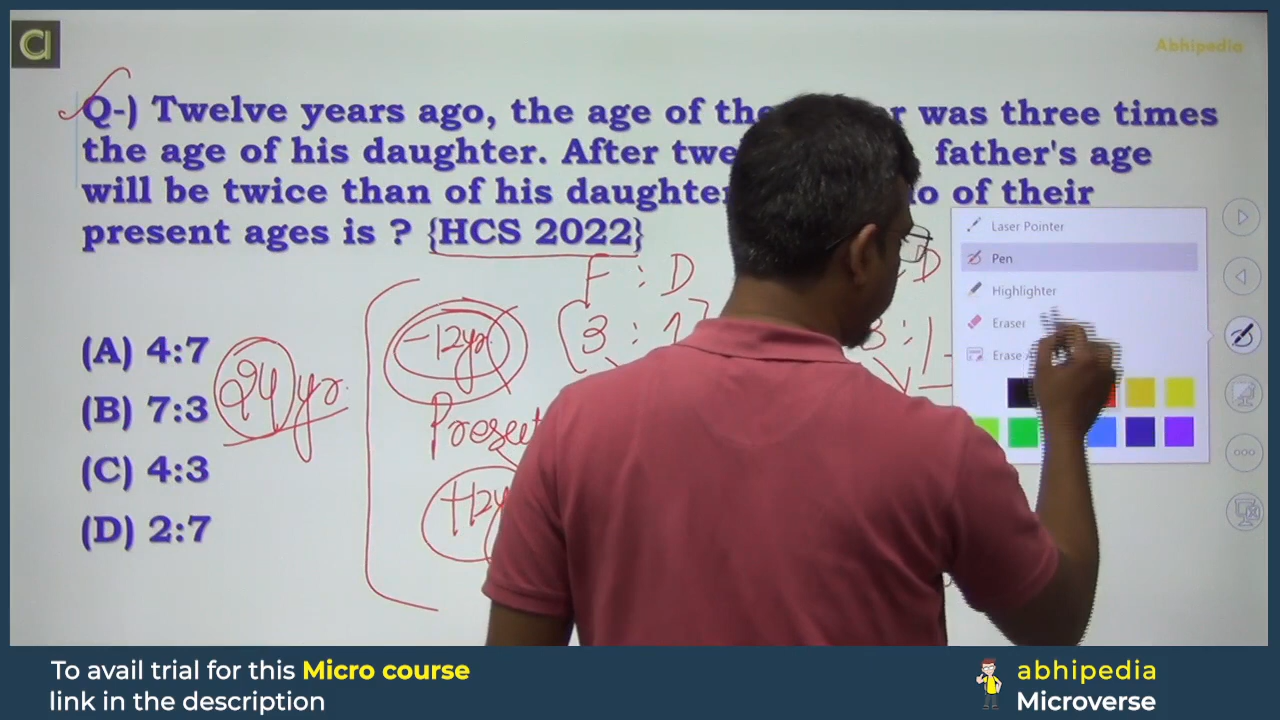 Abhipedia
Q-) Twelve years ago, the age of the was three times
the age of his daughter. After father's age
will be twice than of his daughter of their
present ages is ? {HCS 2022}
F : D
: D
3 : 1
3 : 1
-12yr
Present
+12y
24 yr.
(A) 4:7
(B) 7:3
(C) 4:3
(D) 2:7
Laser Pointer
Pen
Highlighter
Eraser
To avail trial for this Micro course
link in the description
abhipedia
Microverse